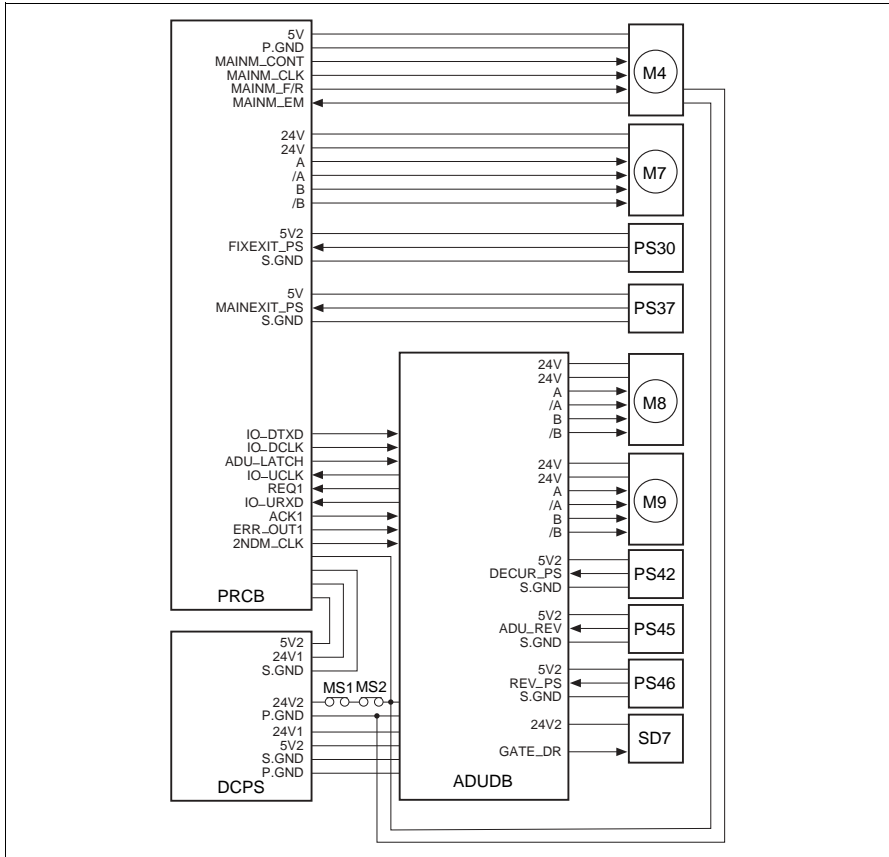 5V
P.GND
MAINM_CONT
MAINM_CLK
MAINM_F/R
MAINM_EM
M4
24V
24V
A
/A
B
/B
M7
5V2
FIXEXIT_PS
S.GND
PS30
5V
MAINEXIT_PS
S.GND
PS37
IO_DTXD
IO_DCLK
ADU_LATCH
IO_UCLK
REQ1
IO_URXD
ACK1
ERR_OUT1
2NDM_CLK
PRCB
24V
24V
A
/A
B
/B
M8
24V
24V
A
/A
B
/B
M9
5V2
DECUR_PS
S.GND
PS42
5V2
ADU_REV
S.GND
PS45
5V2
REV_PS
S.GND
PS46
24V2
GATE_DR
SD7
ADUDB
5V2
24V1
S.GND
24V2
MS1 MS2
P.GND
24V1
5V2
S.GND
P.GND
DCPS